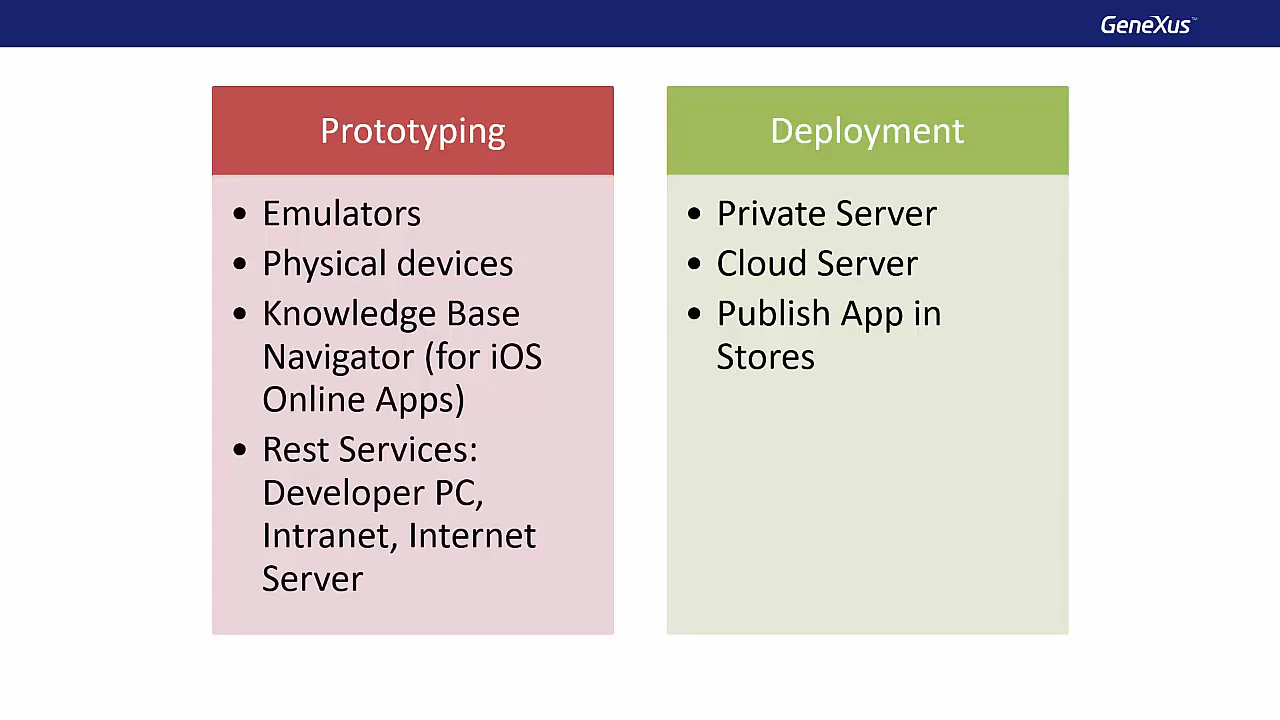 GeneXus™
Prototyping
• Emulators
• Physical devices
• Knowledge Base
Navigator (for iOS
Online Apps)
• Rest Services:
Developer PC,
Intranet, Internet
Server
Deployment
• Private Server
• Cloud Server
• Publish App in
Stores